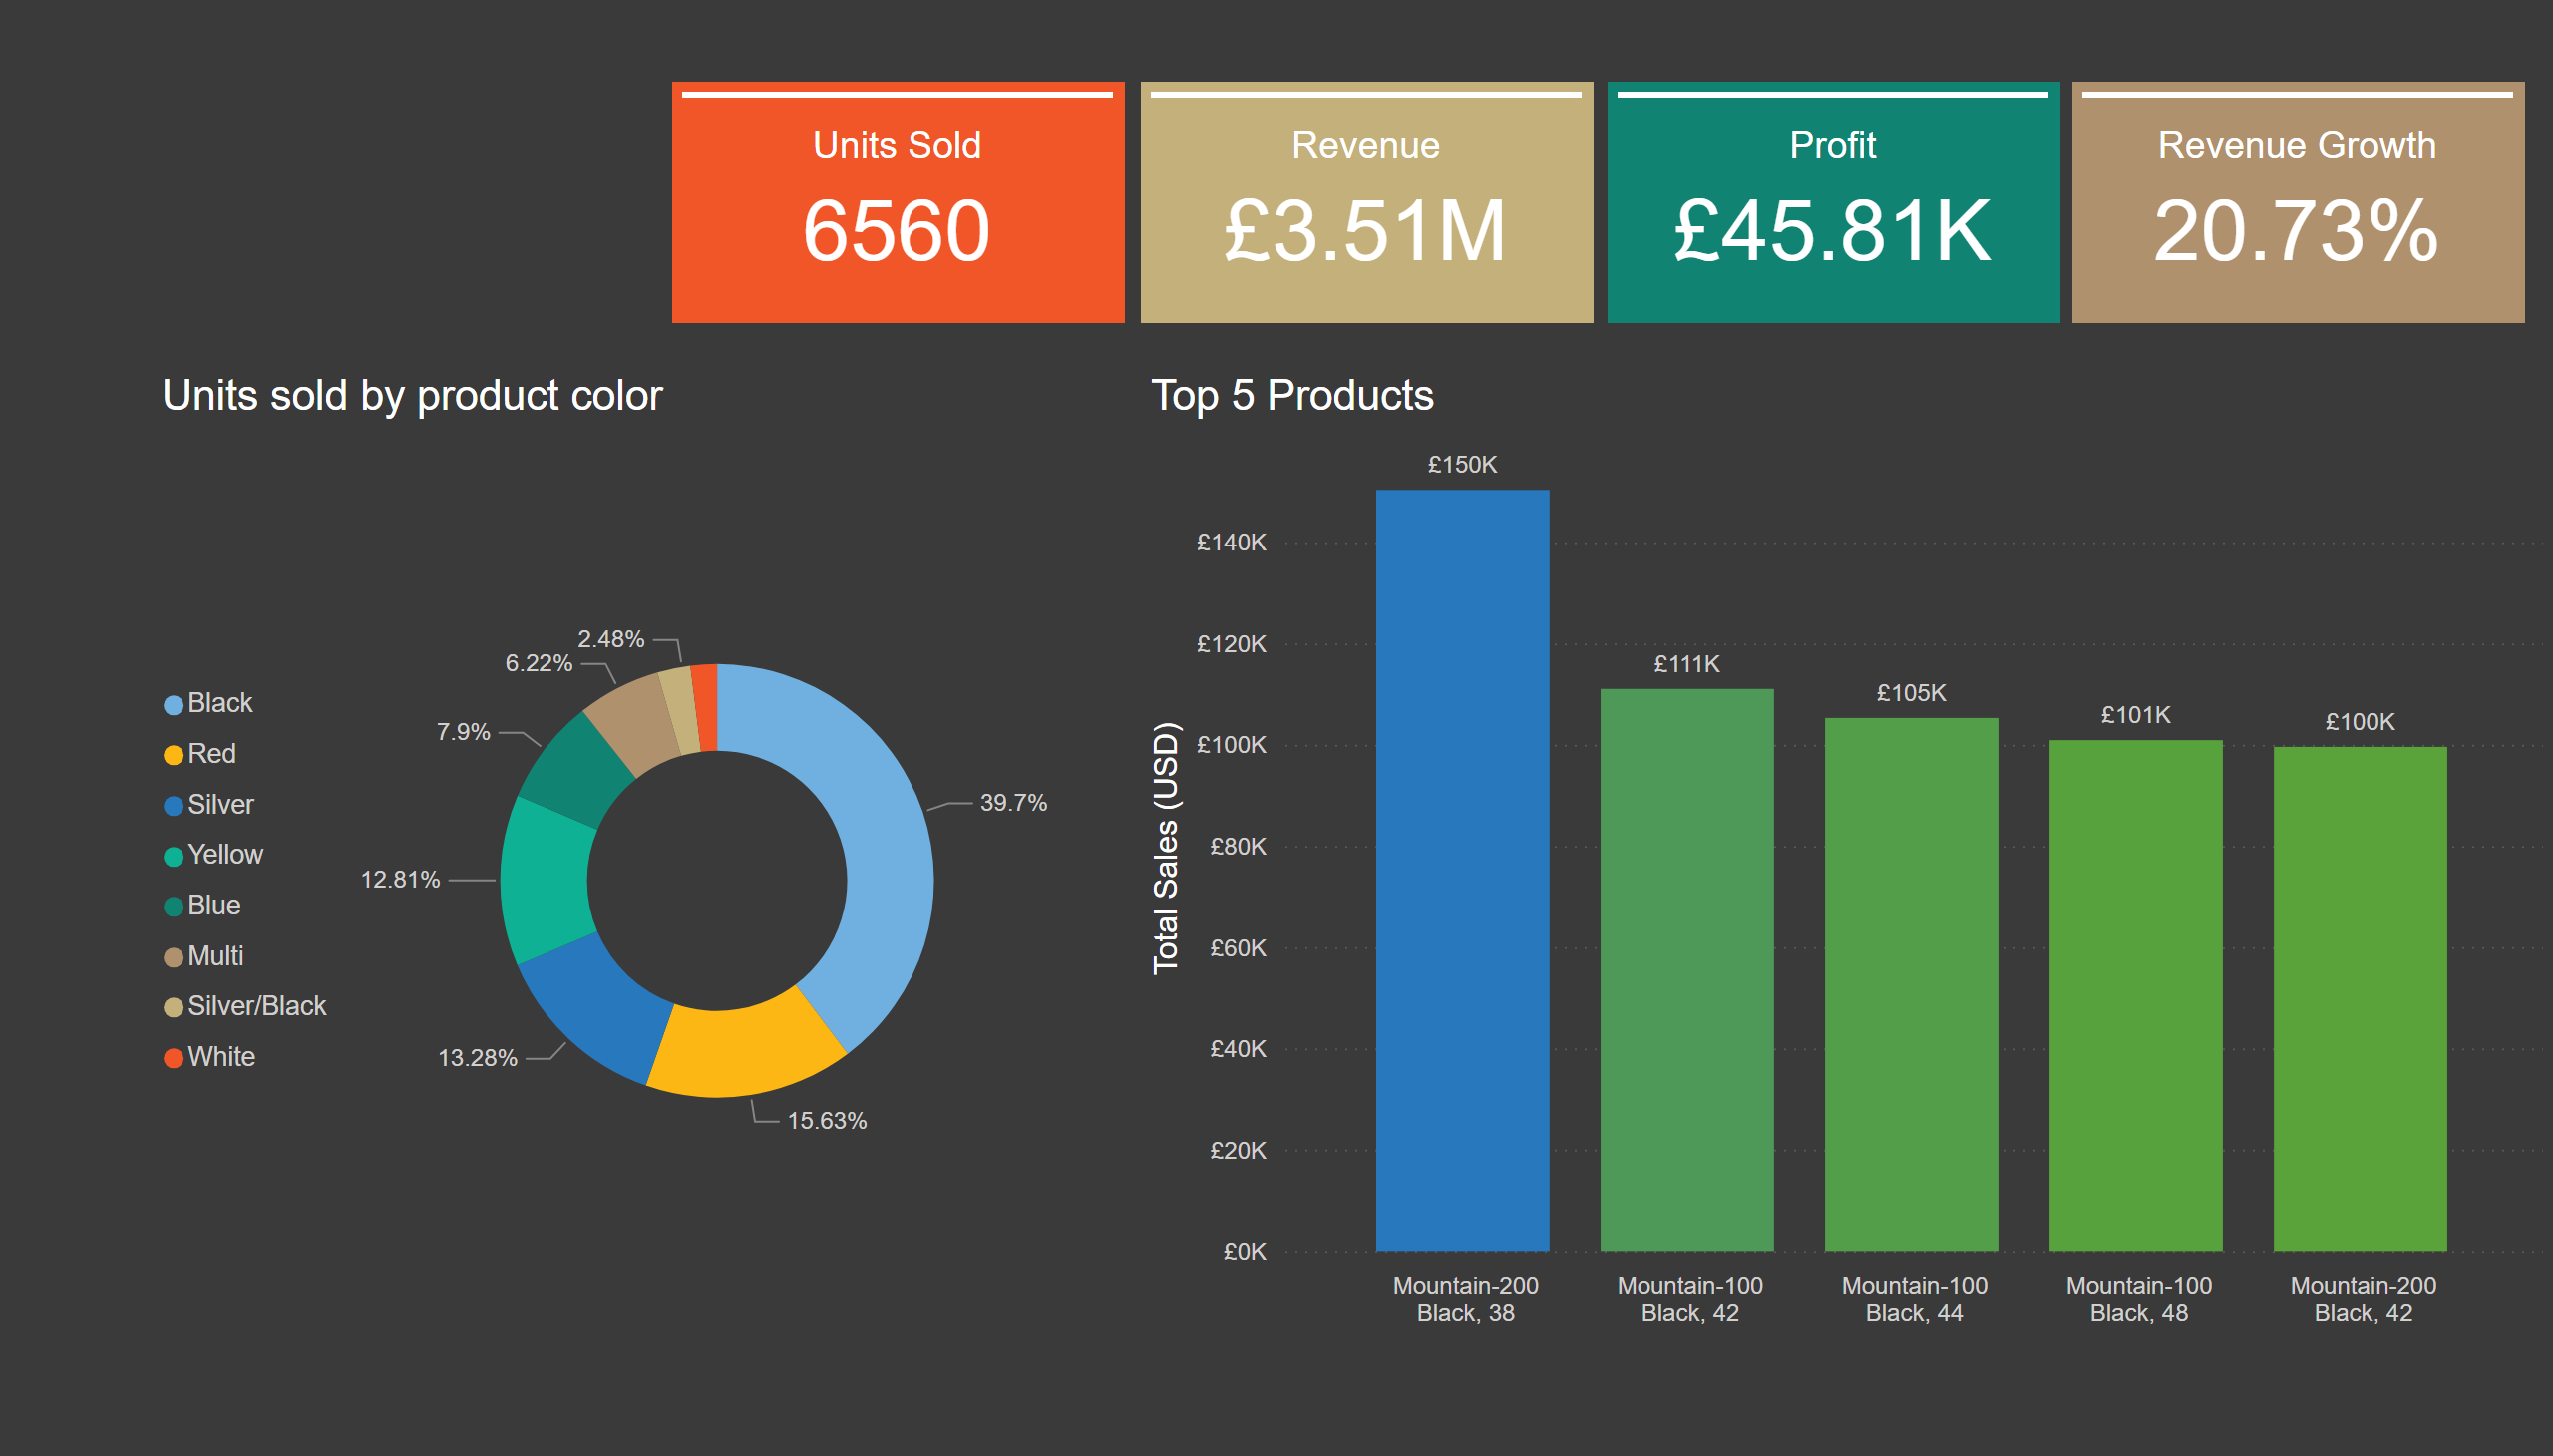 Units Sold
6560
Revenue
£3.51M
Profit
£45.81K
Revenue Growth
20.73%
Units sold by product color
Black
Red
Silver
Yellow
Blue
Multi
Silver/Black
White
2.48%
6.22%
7.9%
39.7%
12.81%
13.28%
15.63%
Top 5 Products
Total Sales (USD)
£140K
£120K
£100K
£80K
£60K
£40K
£20K
£0K
£150K
£111K
£105K
£101K
£100K
Mountain-200
Black, 38
Mountain-100
Black, 42
Mountain-100
Black, 44
Mountain-100
Black, 48
Mountain-200
Black, 42